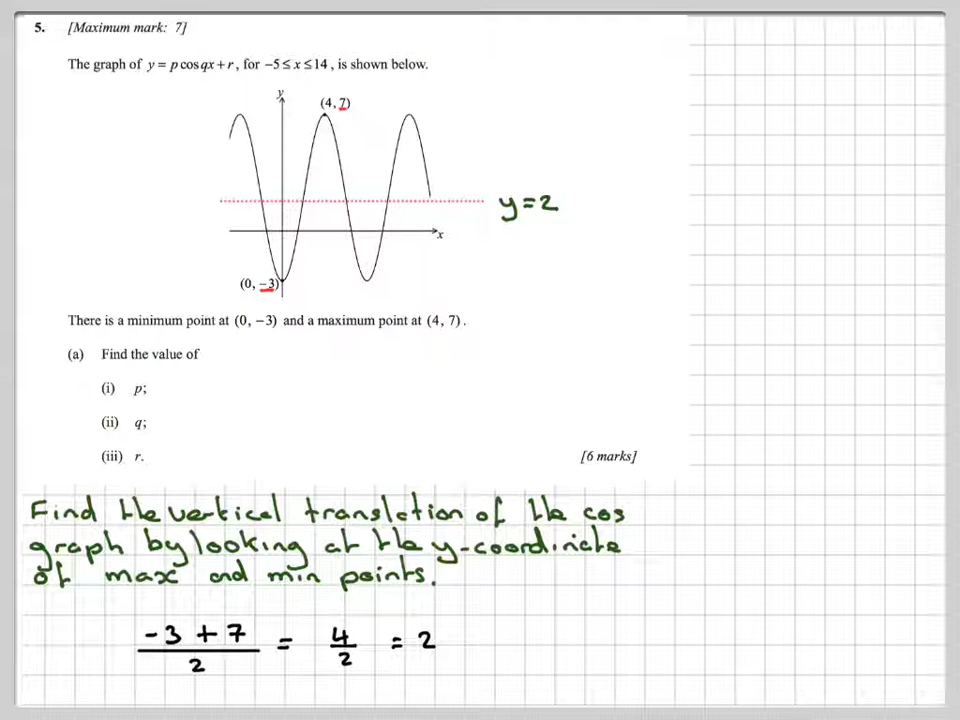 5. [Maximum mark: 7]
The graph of y = p cos qx + r, for −5 ≤ x ≤ 14, is shown below.
y
(4, 7)
y = 2
x
(0, −3)
There is a minimum point at (0, −3) and a maximum point at (4, 7).
(a) Find the value of
(i) p;
(ii) q;
(iii) r. [6 marks]
Find the vertical translation of the cos
graph by looking at the y-coordinate
of max and min points.
-3 + 7 / 2 = 4 / 2 = 2